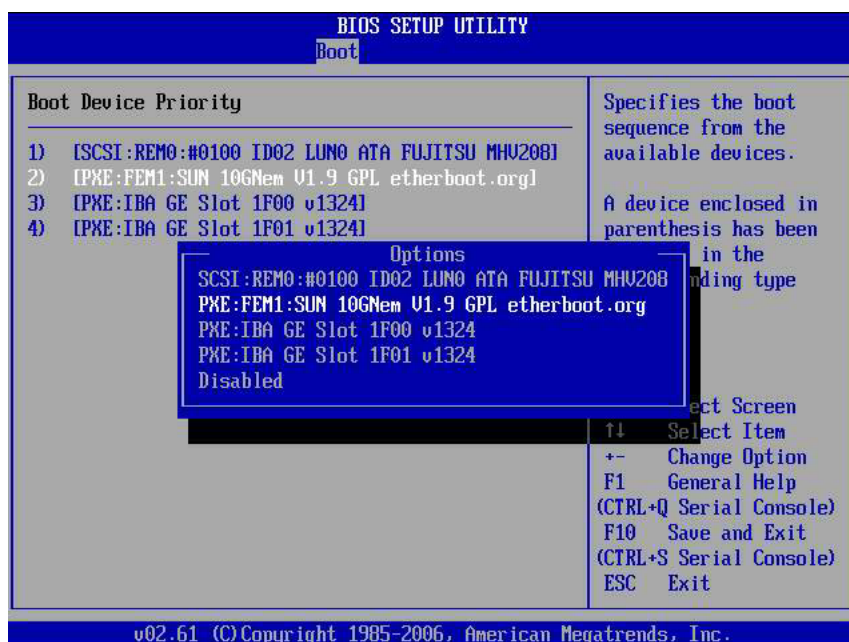 BIOS SETUP UTILITY
Boot
Boot Device Priority
1) [SCSI:REM0:#0100 ID02 LUN0 ATA FUJITSU MHV208]
2) [PXE:FEM1:SUN 10GNem V1.9 GPL etherboot.org]
3) [PXE:IBA GE Slot 1F00 v1324]
4) [PXE:IBA GE Slot 1F01 v1324]
Options
SCSI:REM0:#0100 ID02 LUN0 ATA FUJITSU MHV208
PXE:FEM1:SUN 10GNem V1.9 GPL etherboot.org
PXE:IBA GE Slot 1F00 v1324
PXE:IBA GE Slot 1F01 v1324
Disabled
Specifies the boot
sequence from the
available devices.
A device enclosed in
parenthesis has been
in the
nding type
ect Screen
↑↓ Select Item
+- Change Option
F1 General Help
(CTRL+Q Serial Console)
F10 Save and Exit
(CTRL+S Serial Console)
ESC Exit
v02.61 (C)Copyright 1985-2006, American Megatrends, Inc.